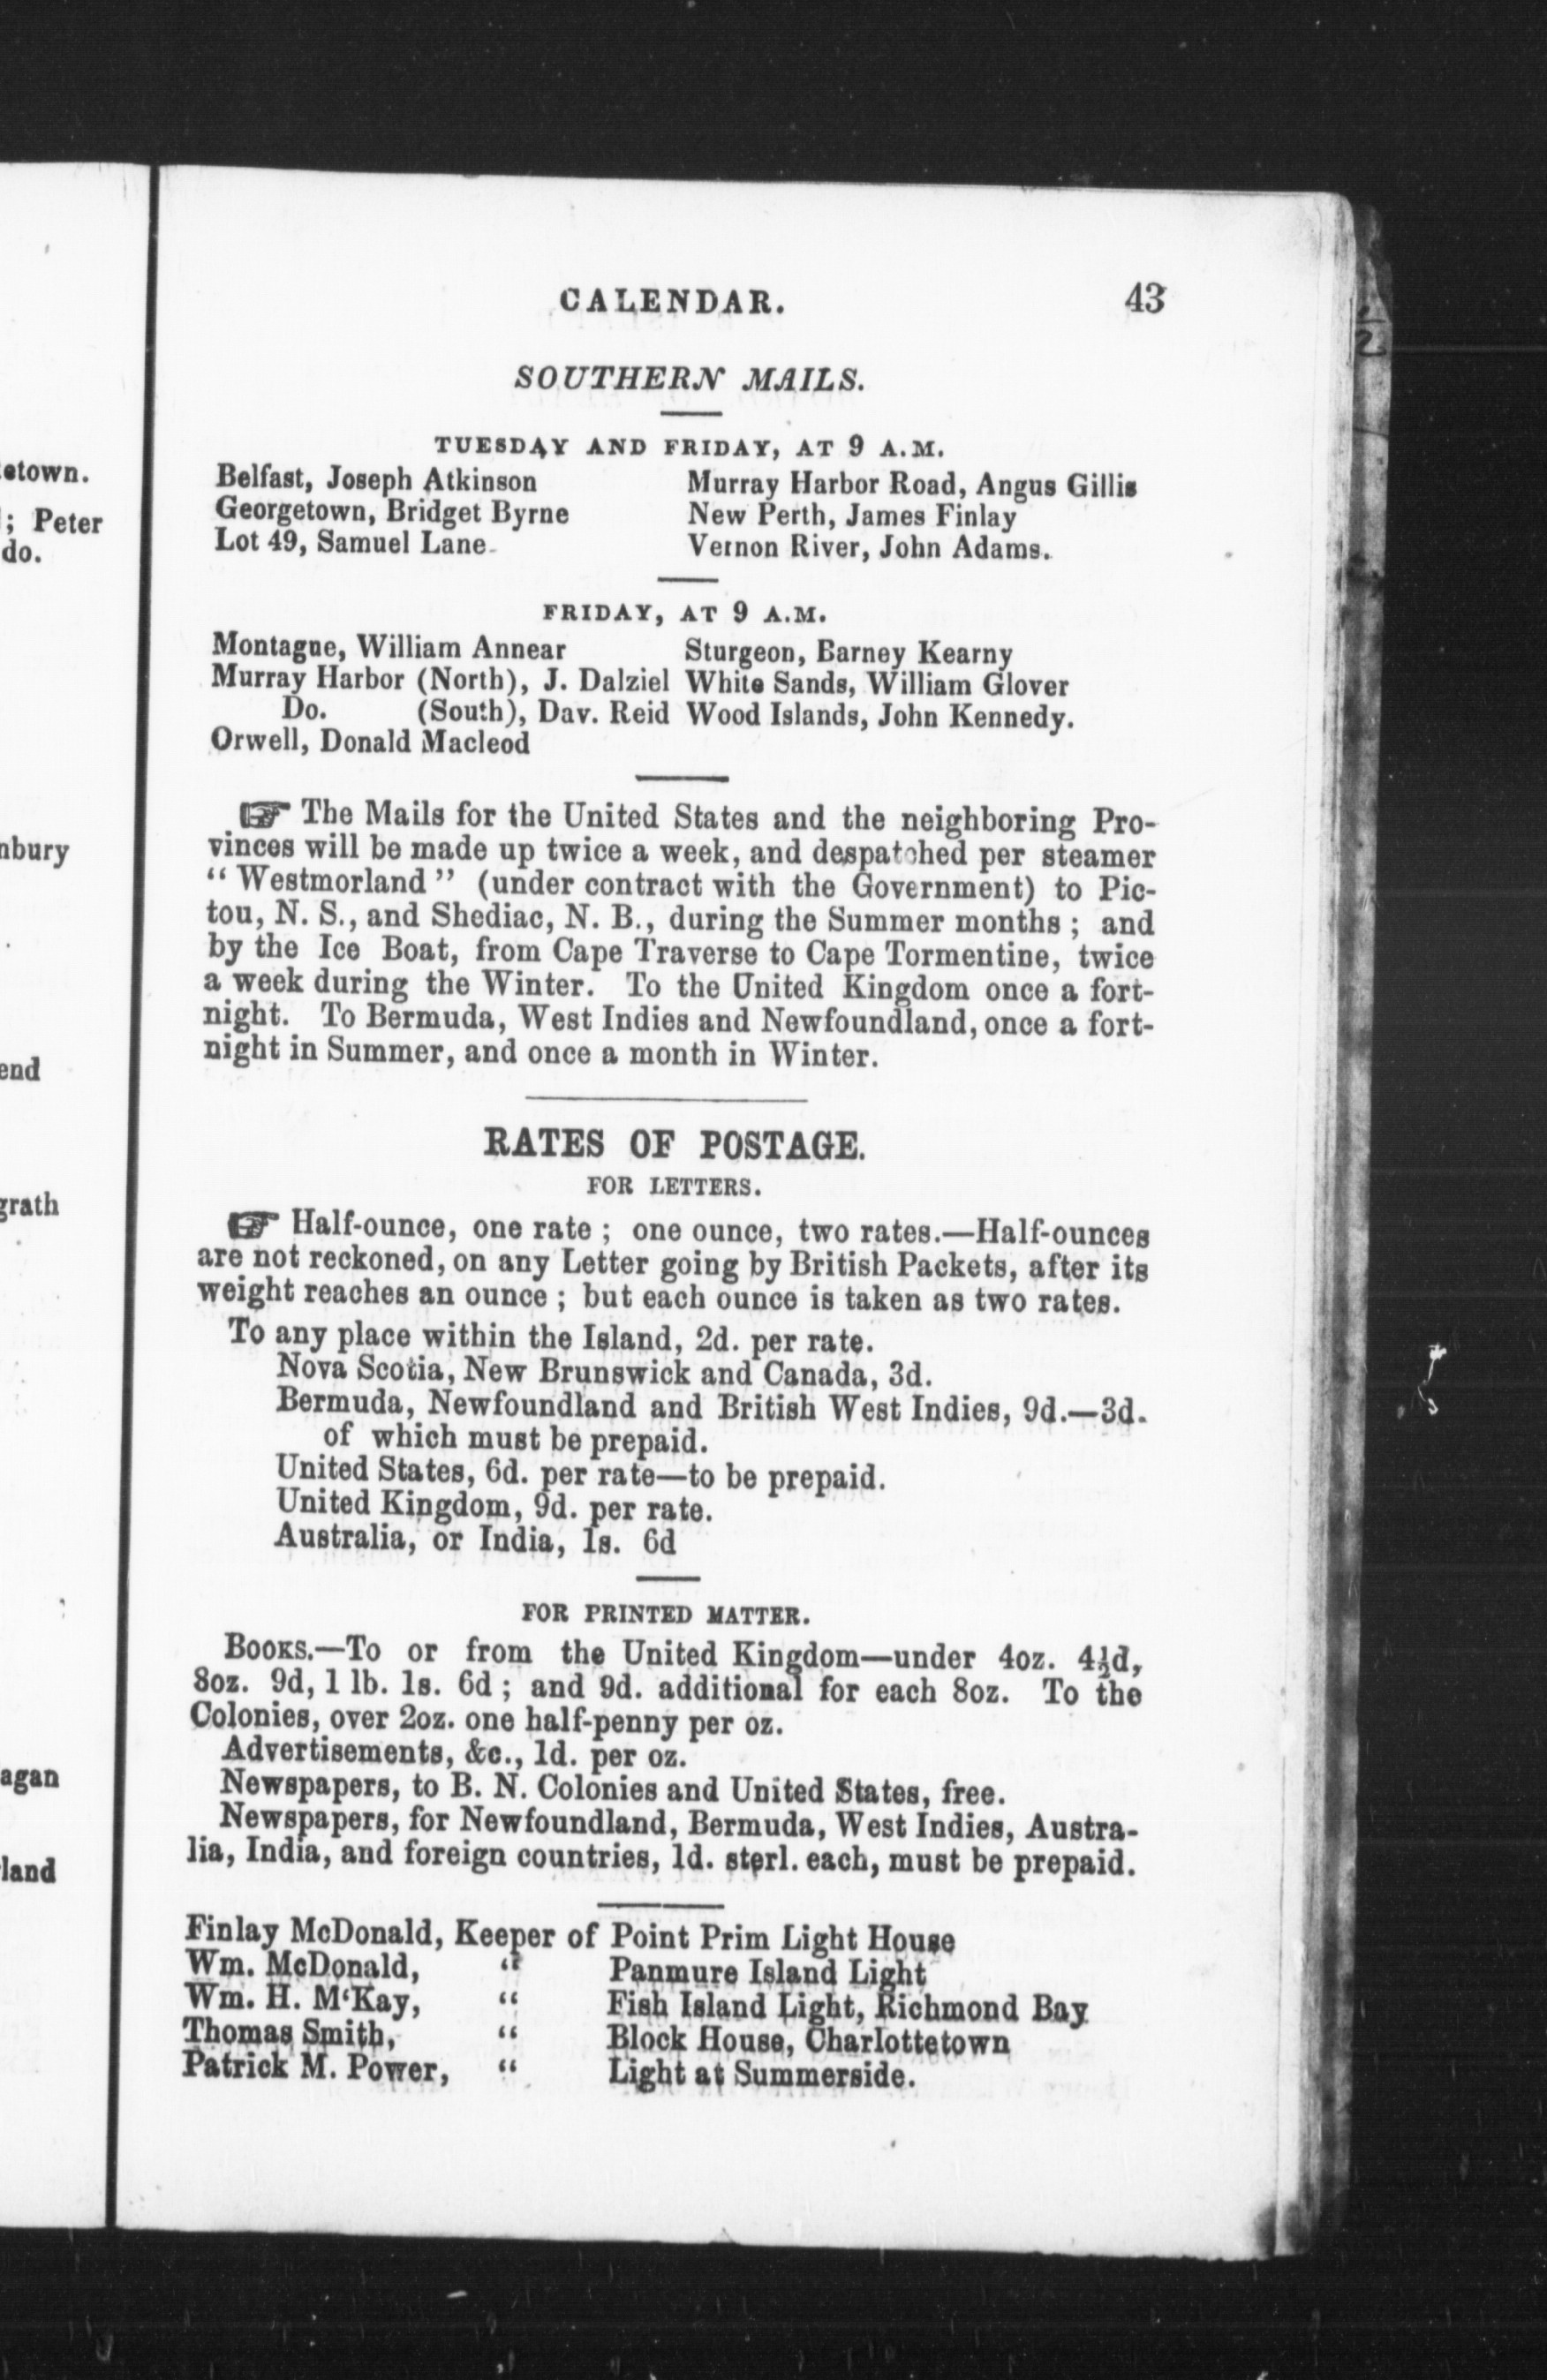 CALENDAR. 43
SOUTHERN MAILS.
TUESDAY AND FRIDAY, AT 9 A.M.
Belfast, Joseph Atkinson
Georgetown, Bridget Byrne
Lot 49, Samuel Lane
Murray Harbor Road, Angus Gillis
New Perth, James Finlay
Vernon River, John Adams.
FRIDAY, AT 9 A.M.
Montague, William Annear
Murray Harbor (North), J. Dalziel
Do. (South), Dav. Reid
Orwell, Donald Macleod
Sturgeon, Barney Kearny
White Sands, William Glover
Wood Islands, John Kennedy.
☞ The Mails for the United States and the neighboring Pro-
vinces will be made up twice a week, and despatched per steamer
“ Westmorland ” (under contract with the Government) to Pic-
tou, N. S., and Shediac, N. B., during the Summer months ; and
by the Ice Boat, from Cape Traverse to Cape Tormentine, twice
a week during the Winter. To the United Kingdom once a fort-
night. To Bermuda, West Indies and Newfoundland, once a fort-
night in Summer, and once a month in Winter.
RATES OF POSTAGE.
FOR LETTERS.
☞ Half-ounce, one rate ; one ounce, two rates.—Half-ounces
are not reckoned, on any Letter going by British Packets, after its
weight reaches an ounce ; but each ounce is taken as two rates.
To any place within the Island, 2d. per rate.
Nova Scotia, New Brunswick and Canada, 3d.
Bermuda, Newfoundland and British West Indies, 9d.—3d.
of which must be prepaid.
United States, 6d. per rate—to be prepaid.
United Kingdom, 9d. per rate.
Australia, or India, 1s. 6d
FOR PRINTED MATTER.
BOOKS.—To or from the United Kingdom—under 4oz. 4½d,
8oz. 9d, 1 lb. 1s. 6d ; and 9d. additional for each 8oz. To the
Colonies, over 2oz. one half-penny per oz.
Advertisements, &c., 1d. per oz.
Newspapers, to B. N. Colonies and United States, free.
Newspapers, for Newfoundland, Bermuda, West Indies, Austra-
lia, India, and foreign countries, 1d. sterl. each, must be prepaid.
Finlay McDonald, Keeper of Point Prim Light House
Wm. McDonald, “ Panmure Island Light
Wm. H. M‘Kay, “ Fish Island Light, Richmond Bay
Thomas Smith, “ Block House, Charlottetown
Patrick M. Power, “ Light at Summerside.
; Peter
do.